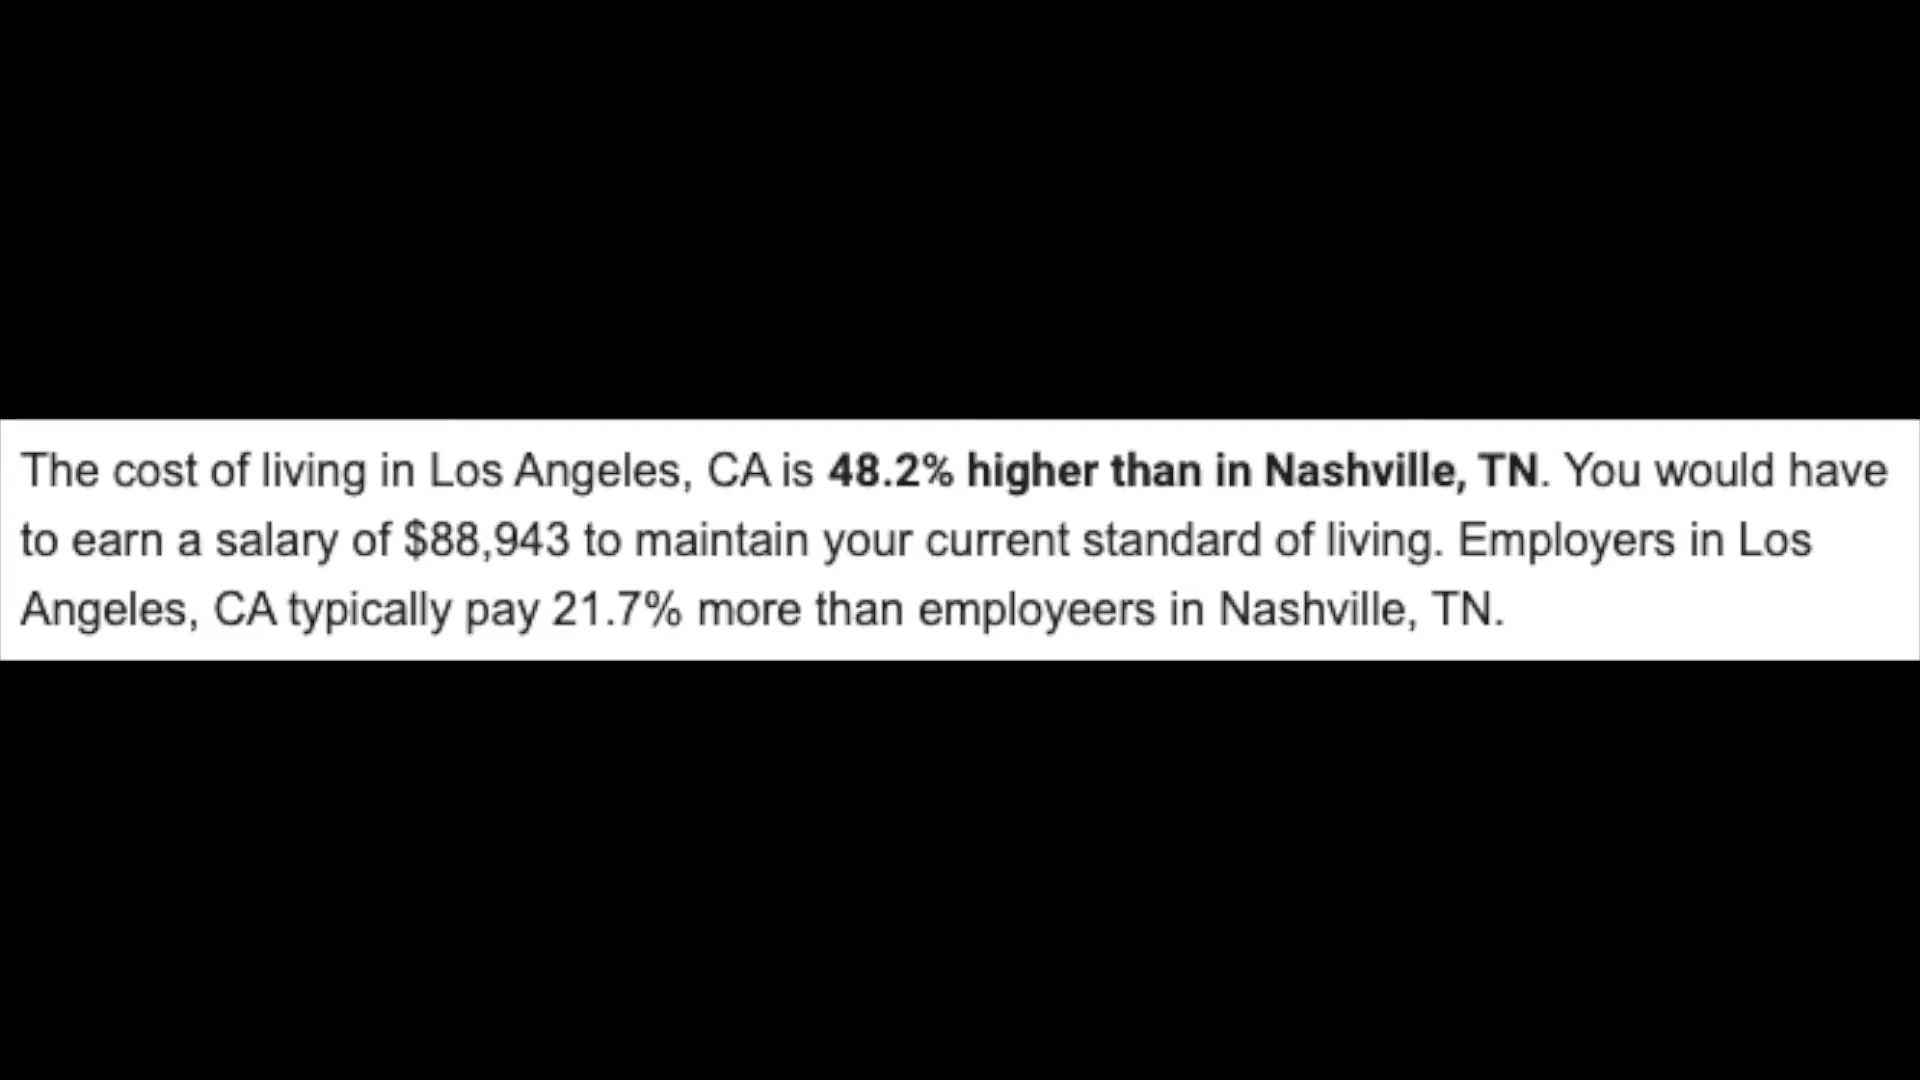 The cost of living in Los Angeles, CA is 48.2% higher than in Nashville, TN. You would have
to earn a salary of $88,943 to maintain your current standard of living. Employers in Los
Angeles, CA typically pay 21.7% more than employeers in Nashville, TN.